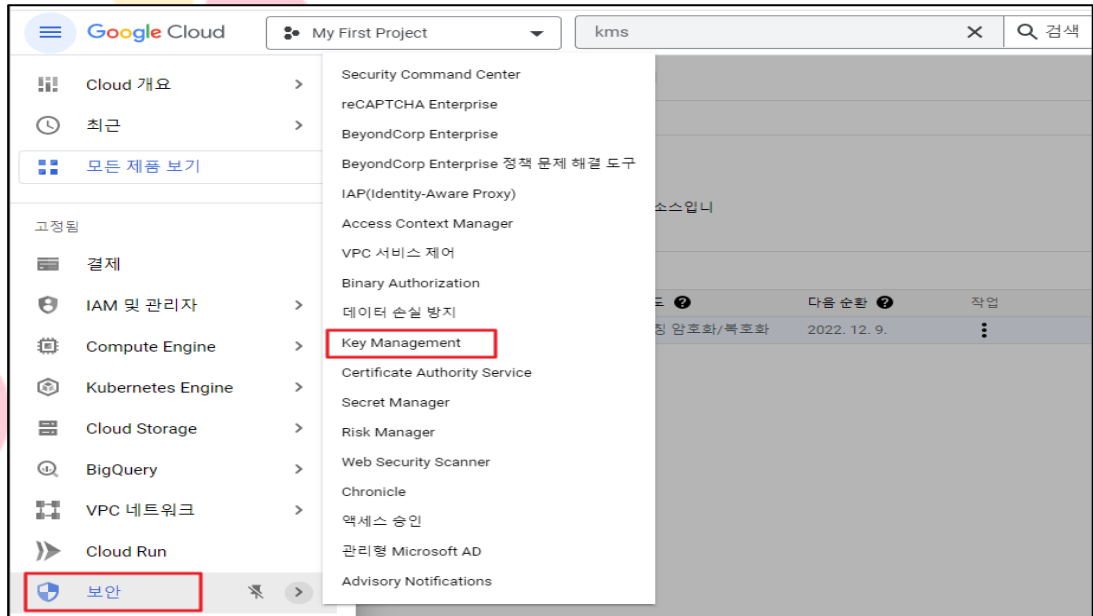 Google Cloud
My First Project
kms
검색
Cloud 개요
최근
모든 제품 보기
고정됨
결제
IAM 및 관리자
Compute Engine
Kubernetes Engine
Cloud Storage
BigQuery
VPC 네트워크
Cloud Run
보안
Security Command Center
reCAPTCHA Enterprise
BeyondCorp Enterprise
BeyondCorp Enterprise 정책 문제 해결 도구
IAP(Identity-Aware Proxy)
Access Context Manager
VPC 서비스 제어
Binary Authorization
데이터 손실 방지
Key Management
Certificate Authority Service
Secret Manager
Risk Manager
Web Security Scanner
Chronicle
액세스 승인
관리형 Microsoft AD
Advisory Notifications
소스입니
다음 순환 작업
암호화/복호화 2022. 12. 9.